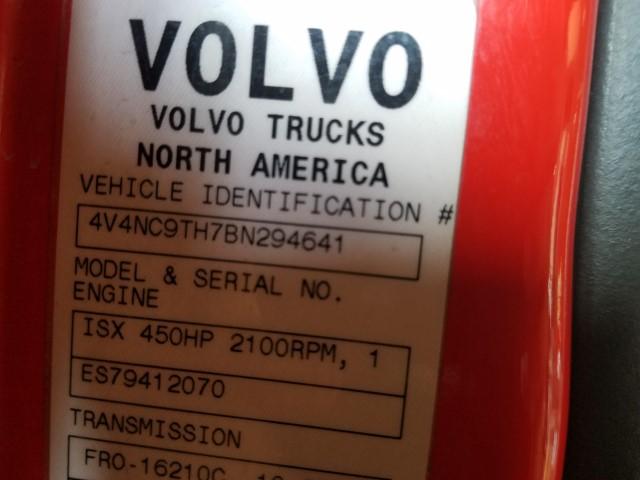 VOLVO
VOLVO TRUCKS
NORTH AMERICA
VEHICLE IDENTIFICATION #
4V4NC9TH7BN294641
MODEL & SERIAL NO.
ENGINE
ISX 450HP 2100RPM, 1
ES79412070
TRANSMISSION
FRO-16210C,